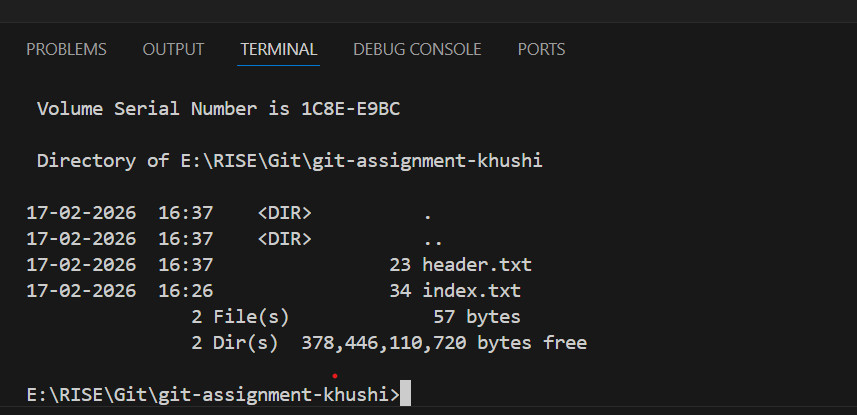 PROBLEMS OUTPUT TERMINAL DEBUG CONSOLE PORTS
Volume Serial Number is 1C8E-E9BC
Directory of E:\RISE\Git\git-assignment-khushi
17-02-2026  16:37    <DIR>          .
17-02-2026  16:37    <DIR>          ..
17-02-2026  16:37                23 header.txt
17-02-2026  16:26                34 index.txt
2 File(s)             57 bytes
2 Dir(s)  378,446,110,720 bytes free
E:\RISE\Git\git-assignment-khushi>